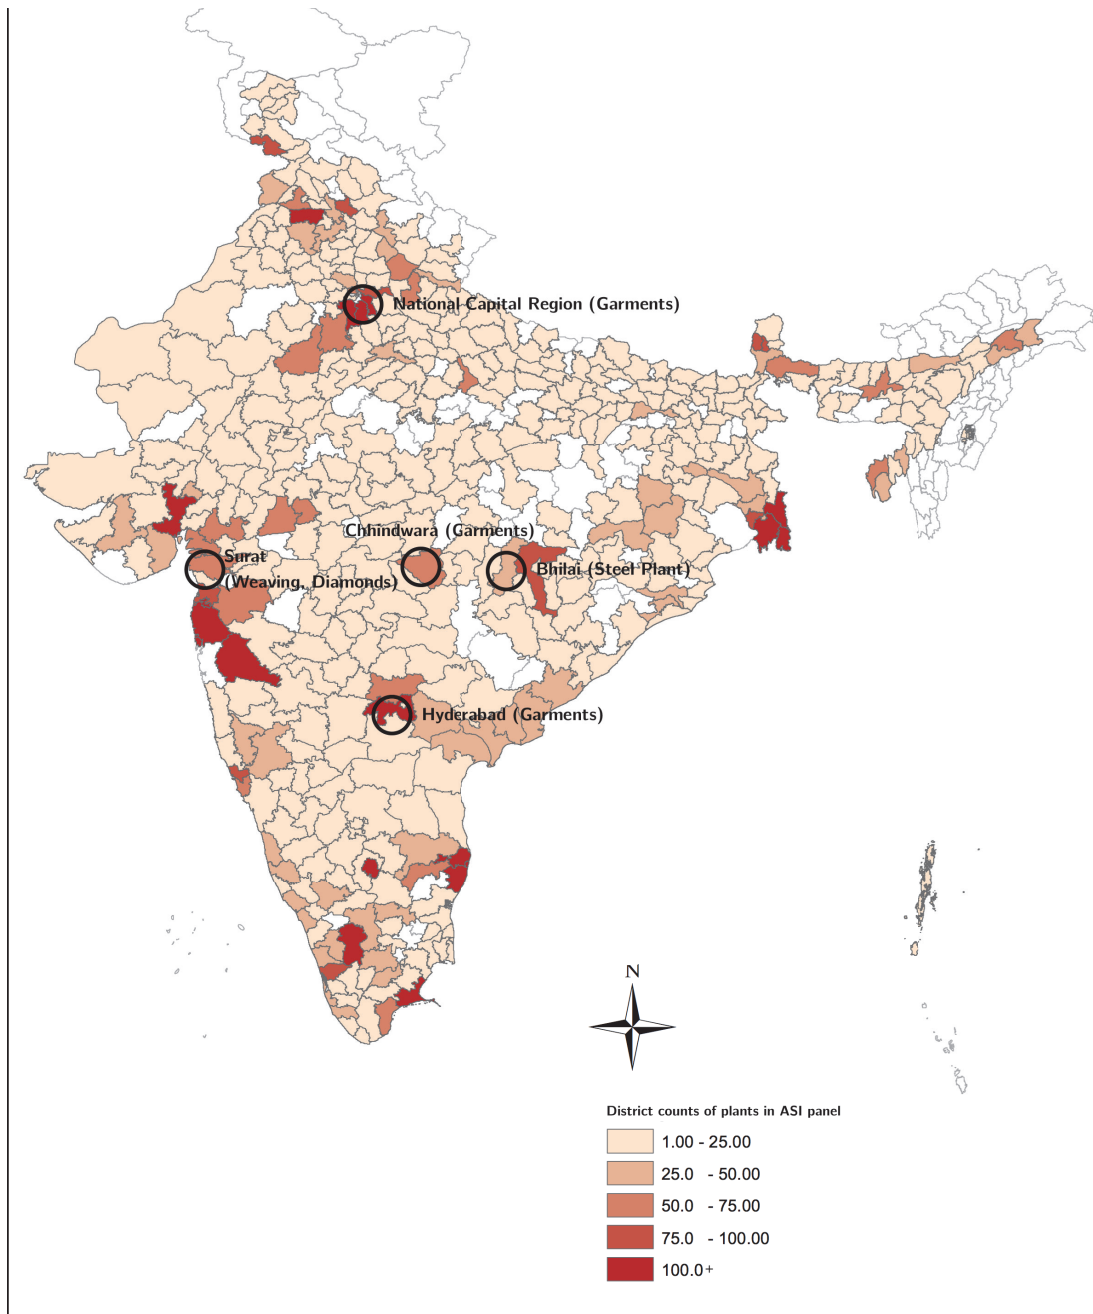 National Capital Region (Garments)
Chhindwara (Garments)
Surat
(Weaving, Diamonds)
Bhilai (Steel Plant)
Hyderabad (Garments)
N
District counts of plants in ASI panel
1.00 - 25.00
25.0 - 50.00
50.0 - 75.00
75.0 - 100.00
100.0+